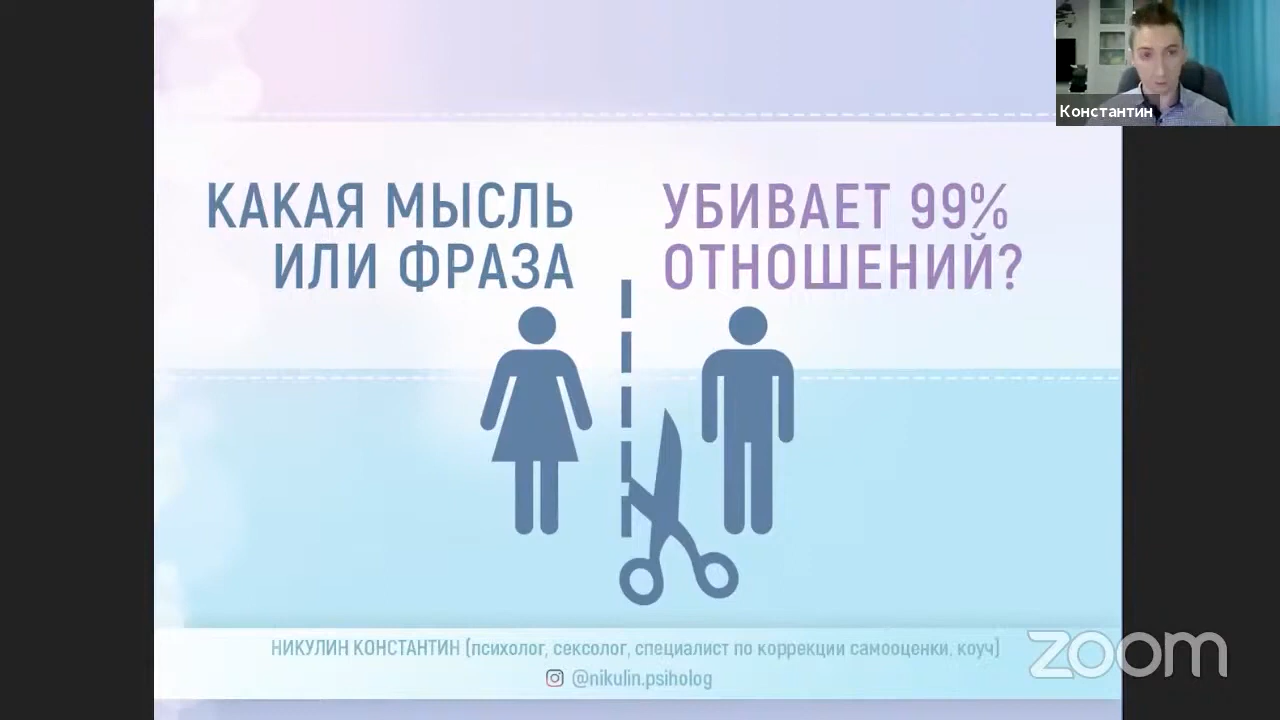 Константин
КАКАЯ МЫСЛЬ
ИЛИ ФРАЗА
УБИВАЕТ 99%
ОТНОШЕНИЙ?
НИКУЛИН КОНСТАНТИН (психолог, сексолог, специалист по коррекции самооценки, коуч)
@nikulin.psiholog
zoom